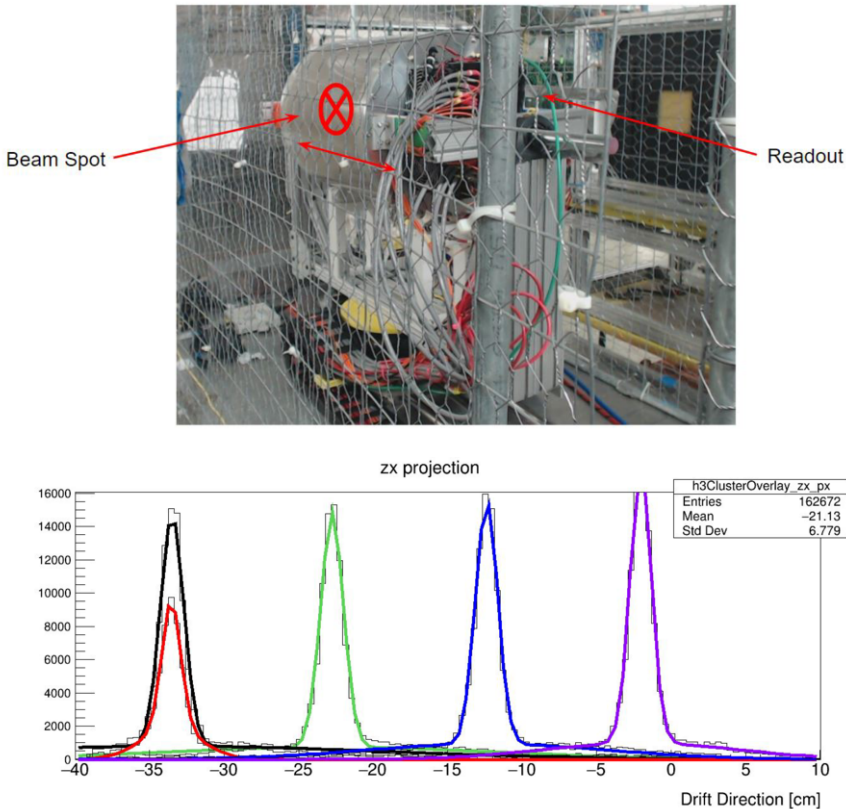 Beam Spot
Readout
zx projection
h3ClusterOverlay_zx_px
Entries 162672
Mean −21.13
Std Dev 6.779
16000
14000
12000
10000
8000
6000
4000
2000
0
−40 −35 −30 −25 −20 −15 −10 −5 0 5 10
Drift Direction [cm]